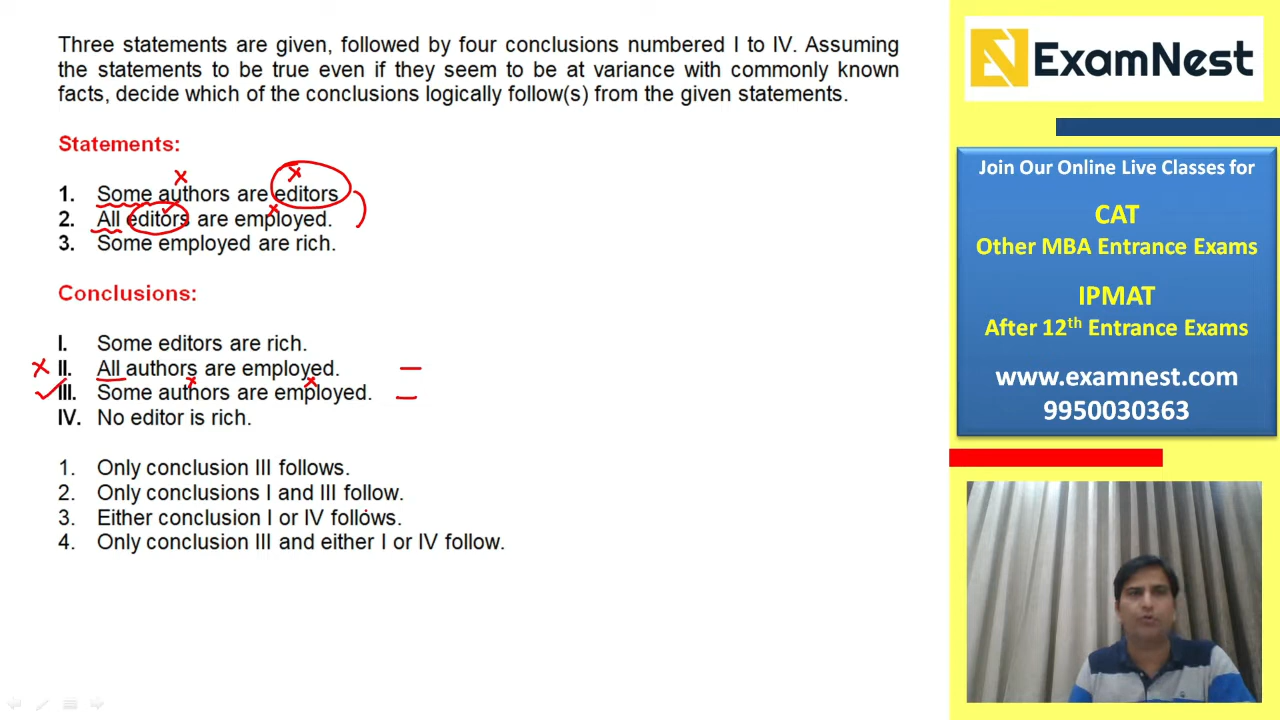 Three statements are given, followed by four conclusions numbered I to IV. Assuming
the statements to be true even if they seem to be at variance with commonly known
facts, decide which of the conclusions logically follow(s) from the given statements.
Statements:
1. Some authors are editors
2. All editors are employed.
3. Some employed are rich.
Conclusions:
I. Some editors are rich.
II. All authors are employed.
III. Some authors are employed.
IV. No editor is rich.
1. Only conclusion III follows.
2. Only conclusions I and III follow.
3. Either conclusion I or IV follows.
4. Only conclusion III and either I or IV follow.
ExamNest
Join Our Online Live Classes for
CAT
Other MBA Entrance Exams
IPMAT
After 12th Entrance Exams
www.examnest.com
9950030363